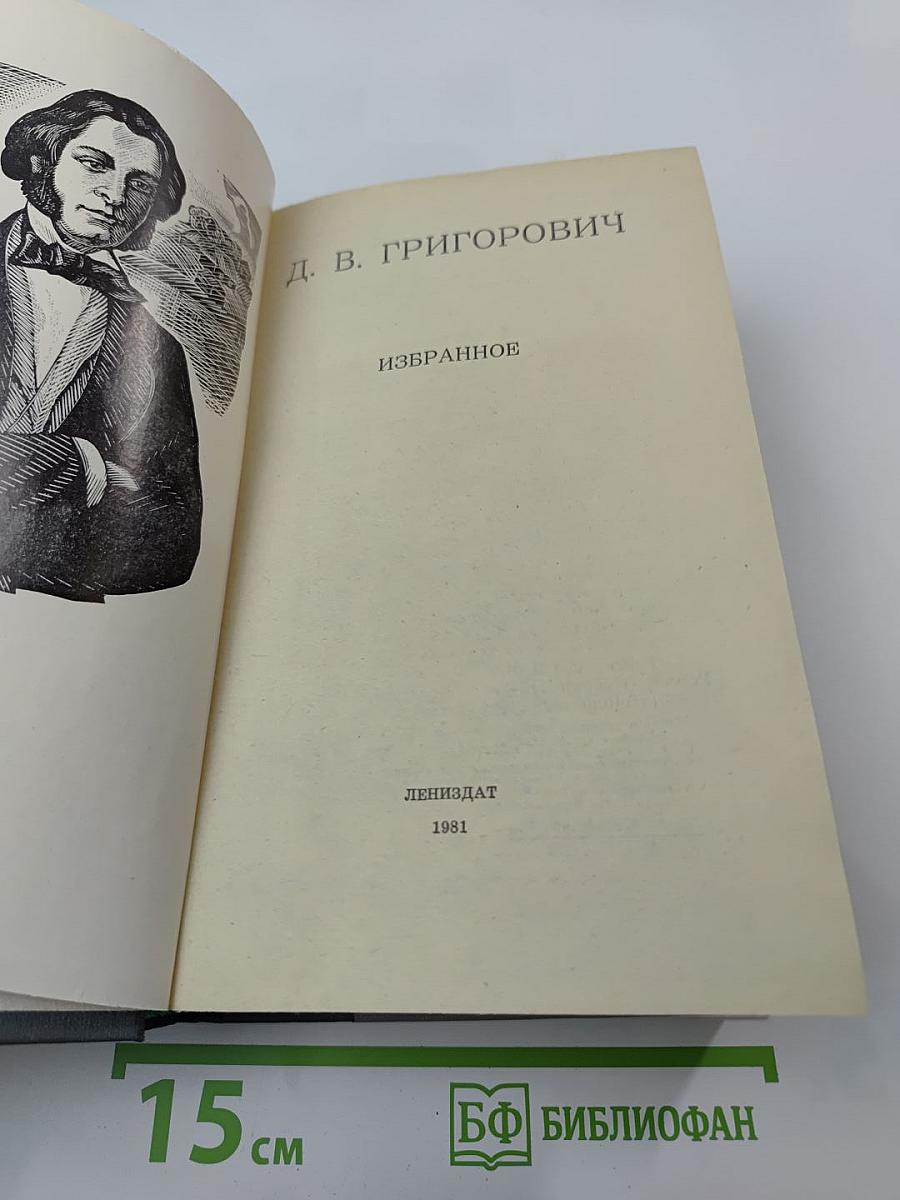 Д. В. ГРИГОРОВИЧ
ИЗБРАННОЕ
ЛЕНИЗДАТ
1981
15 см
БФ БИБЛИОФАН